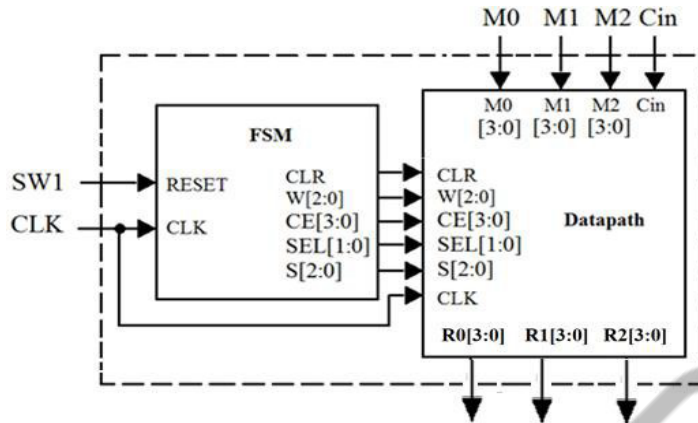 M0 M1 M2 Cin
M0 M1 M2 Cin
[3:0] [3:0] [3:0]
FSM
SW1
RESET
CLK
CLK
CLR
W[2:0]
CE[3:0]
SEL[1:0]
S[2:0]
CLR
W[2:0]
CE[3:0]
SEL[1:0]
S[2:0]
CLK
Datapath
R0[3:0] R1[3:0] R2[3:0]